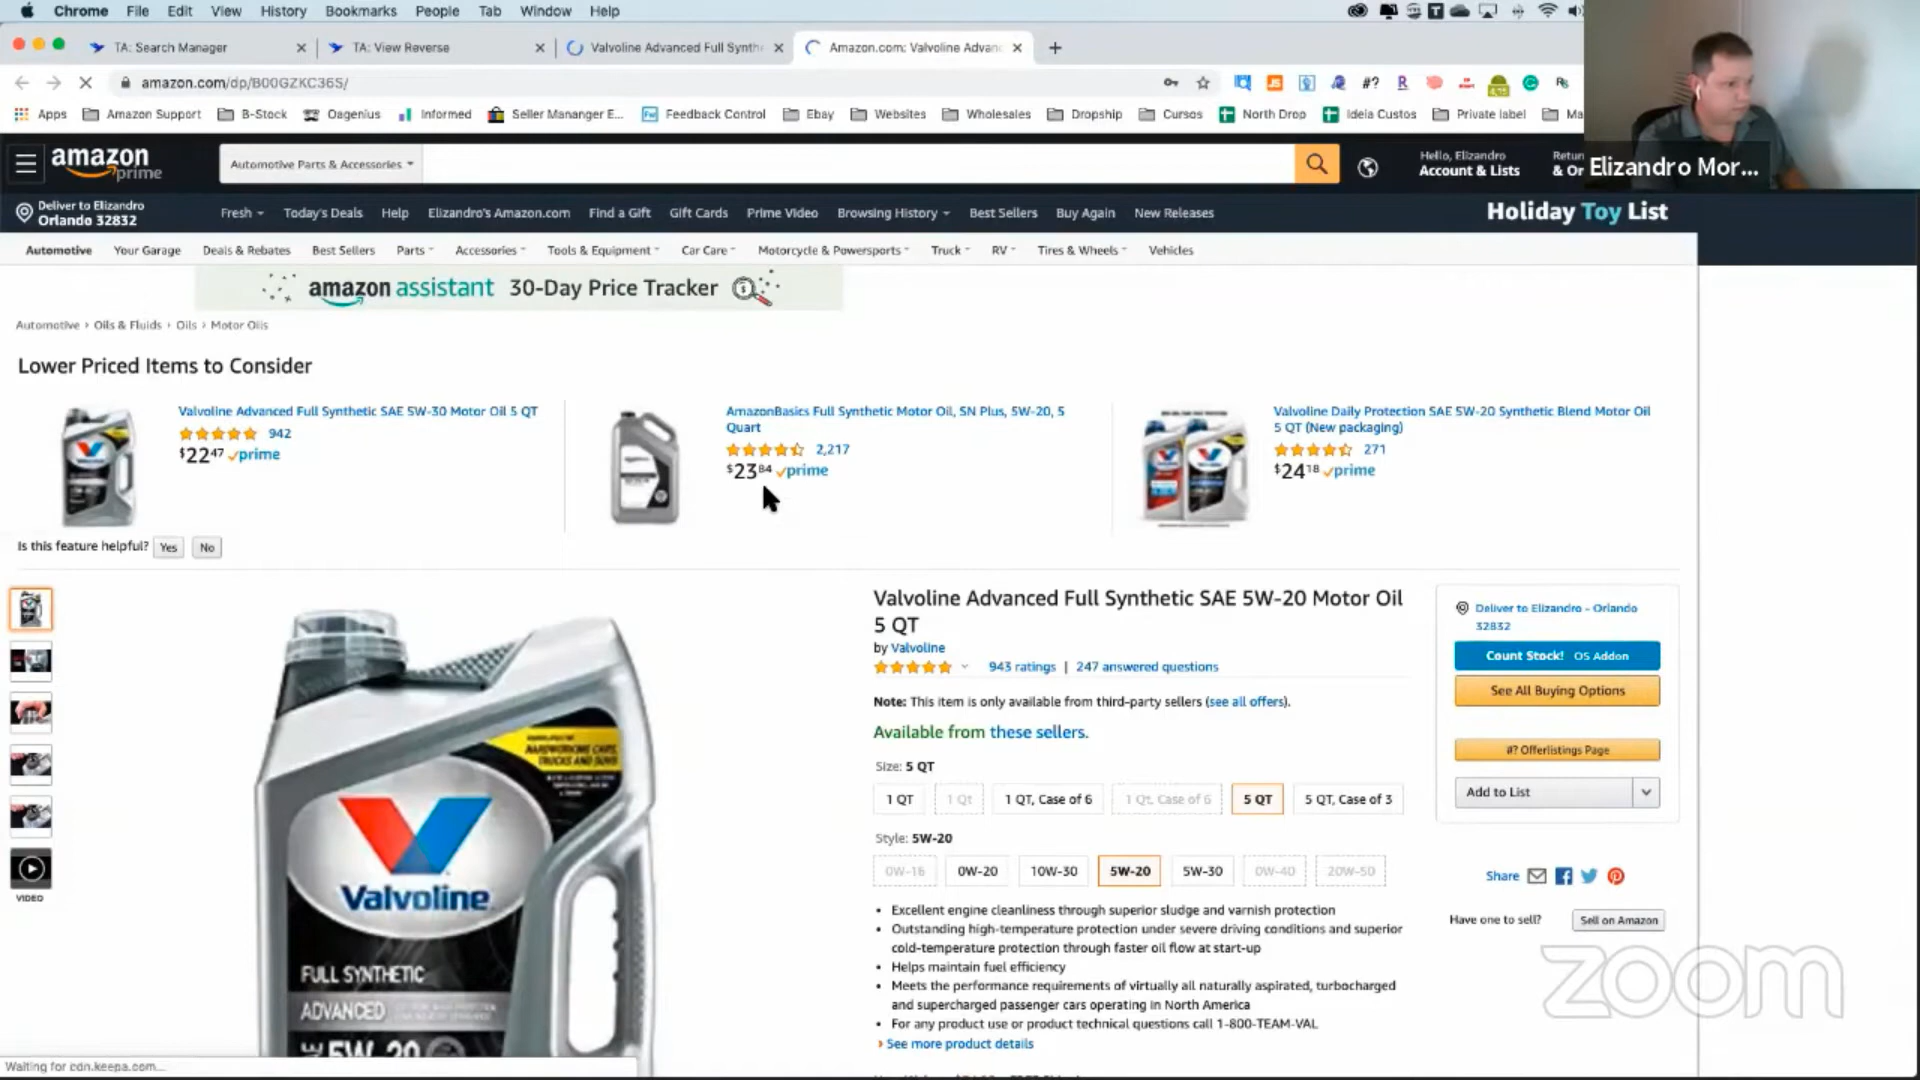 Chrome File Edit View History Bookmarks People Tab Window Help
TA: Search Manager
TA: View Reverse
Valvoline Advanced Full Synth
Amazon.com: Valvoline Advan
amazon.com/dp/B00GZKC36S/
Apps Amazon Support B-Stock Oagenius Informed Seller Mananger E... Feedback Control Ebay Websites Wholesales Dropship Cursos North Drop Ideia Custos Private label Ma
Elizandro Mor...
amazon prime
Automotive Parts & Accessories
Hello, Elizandro
Account & Lists
Retur
& Or
Deliver to Elizandro
Orlando 32832
Fresh Today's Deals Help Elizandro's Amazon.com Find a Gift Gift Cards Prime Video Browsing History Buy Again Best Sellers New Releases
Holiday Toy List
Automotive Your Garage Deals & Rebates Best Sellers Parts Accessories Tools & Equipment Car Care Motorcycle & Powersports Truck RV Tires & Wheels Vehicles
amazon assistant 30-Day Price Tracker
Automotive › Oils & Fluids › Oils › Motor Oils
Lower Priced Items to Consider
Valvoline Advanced Full Synthetic SAE 5W-30 Motor Oil 5 QT
942
$22.47 prime
AmazonBasics Full Synthetic Motor Oil, SN Plus, 5W-20, 5
Quart
2,217
$23.84 prime
Valvoline Daily Protection SAE 5W-20 Synthetic Blend Motor Oil
5 QT (New packaging)
271
$24.18 prime
Is this feature helpful? Yes No
VIDEO
Valvoline
FULL SYNTHETIC
ADVANCED
5W-20
Valvoline Advanced Full Synthetic SAE 5W-20 Motor Oil
5 QT
by Valvoline
943 ratings | 247 answered questions
Note: This item is only available from third-party sellers (see all offers).
Available from these sellers.
Size: 5 QT
1 QT 1 Qt 1 QT, Case of 6 1 Qt, Case of 6 5 QT 5 QT, Case of 3
Style: 5W-20
0W-16 0W-20 10W-30 5W-20 5W-30 0W-40 20W-50
• Excellent engine cleanliness through superior sludge and varnish protection
• Outstanding high-temperature protection under severe driving conditions and superior
cold-temperature protection through faster oil flow at start-up
• Helps maintain fuel efficiency
• Meets the performance requirements of virtually all naturally aspirated, turbocharged
and supercharged passenger cars operating in North America
• For any product use or product technical questions call 1-800-TEAM-VAL
› See more product details
Deliver to Elizandro - Orlando
32832
Count Stock! OS Addon
See All Buying Options
#? Offerlistings Page
Add to List
Share
Have one to sell? Sell on Amazon
zoom
Waiting for cdn.keepa.com...